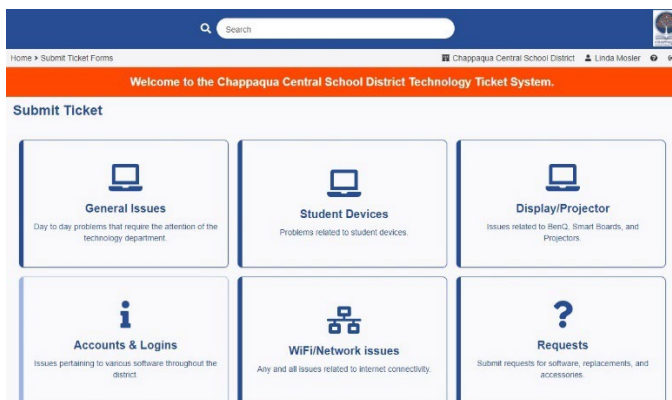 Search
Home > Submit Ticket Forms
Chappaqua Central School District Linda Mosler
Welcome to the Chappaqua Central School District Technology Ticket System.
Submit Ticket
General Issues
Day to day problems that require the attention of the
technology department.
Student Devices
Problems related to student devices.
Display/Projector
Issues related to BenQ, Smart Boards, and
Projectors.
Accounts & Logins
Issues pertaining to various software throughout the
district.
WiFi/Network issues
Any and all issues related to internet connectivity.
Requests
Submit requests for software, replacements, and
accessories.